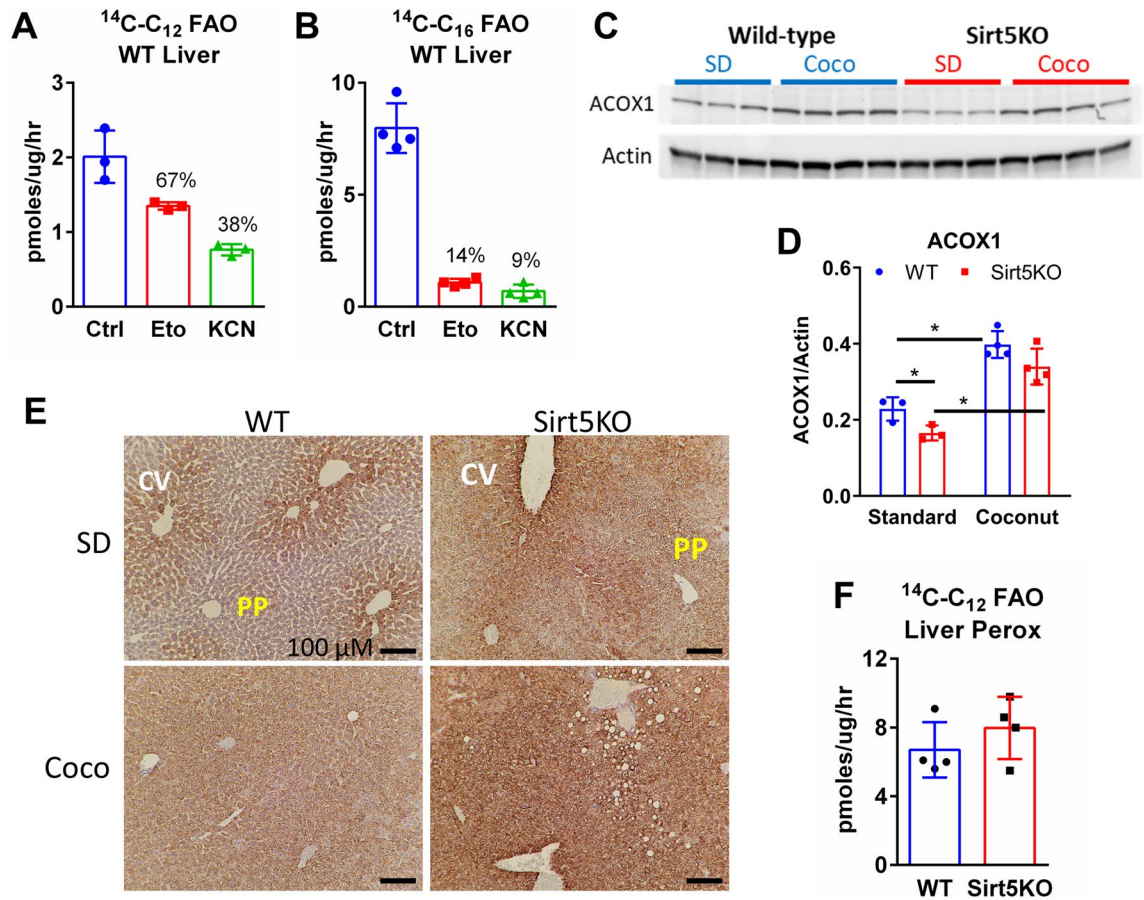 A
¹⁴C-C₁₂ FAO
WT Liver
pmoles/ug/hr
3
2
1
0
67%
38%
Ctrl Eto KCN
B
¹⁴C-C₁₆ FAO
WT Liver
pmoles/ug/hr
10
5
0
14%
9%
Ctrl Eto KCN
C
Wild-type Sirt5KO
SD Coco SD Coco
ACOX1
Actin
D
ACOX1
WT Sirt5KO
ACOX1/Actin
0.6
0.4
0.2
0.0
*
*
*
Standard Coconut
E
WT Sirt5KO
SD
CV
PP
100 µM
CV
PP
Coco
F
¹⁴C-C₁₂ FAO
Liver Perox
pmoles/ug/hr
12
8
4
0
WT Sirt5KO